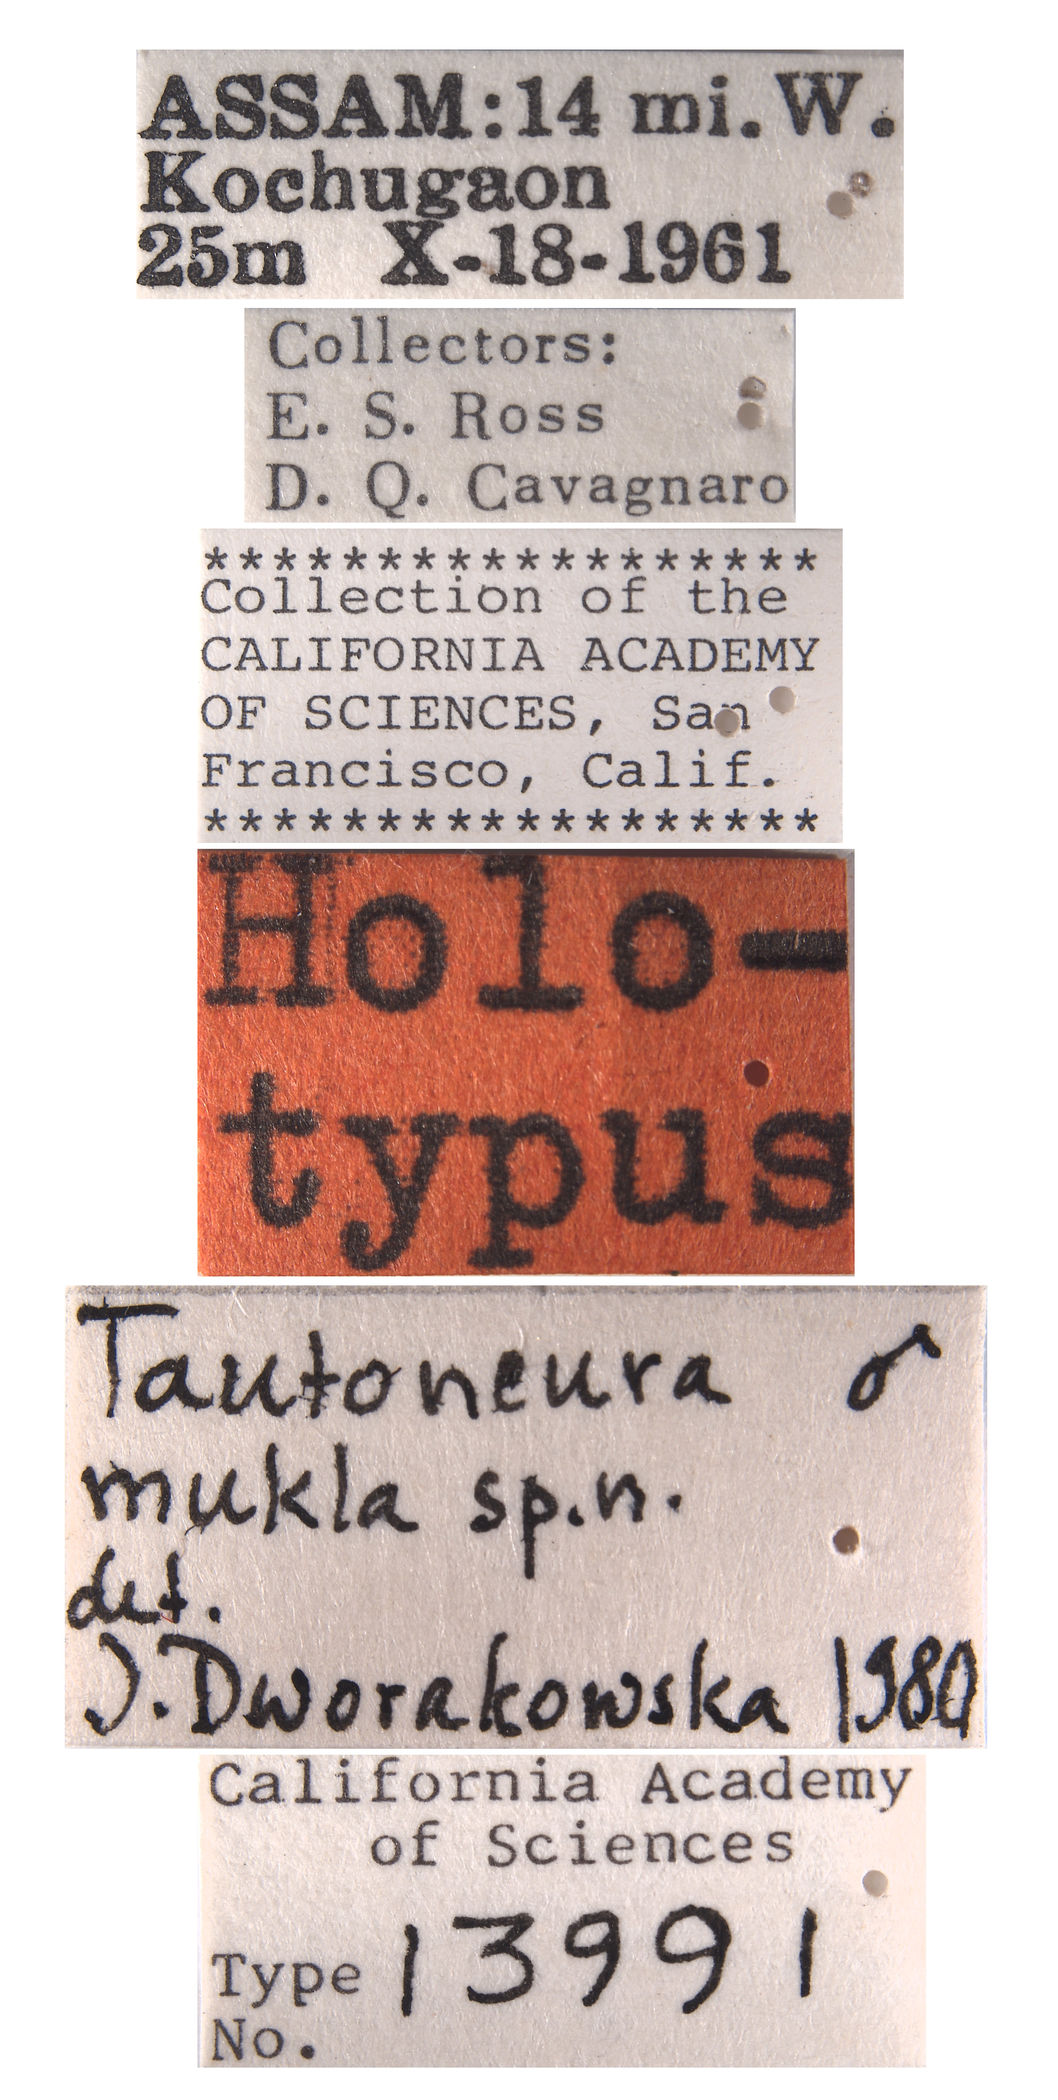 ASSAM:14 mi. W.
Kochugaon
25m X-18-1961
Collectors:
E. S. Ross
D. Q. Cavagnaro
******************
Collection of the
CALIFORNIA ACADEMY
OF SCIENCES, San
Francisco, Calif.
******************
Holo-
typus
Tautoneura ♂
mukla sp.n.
det.
J. Dworakowska 1980
California Academy
of Sciences
Type 13991
No.